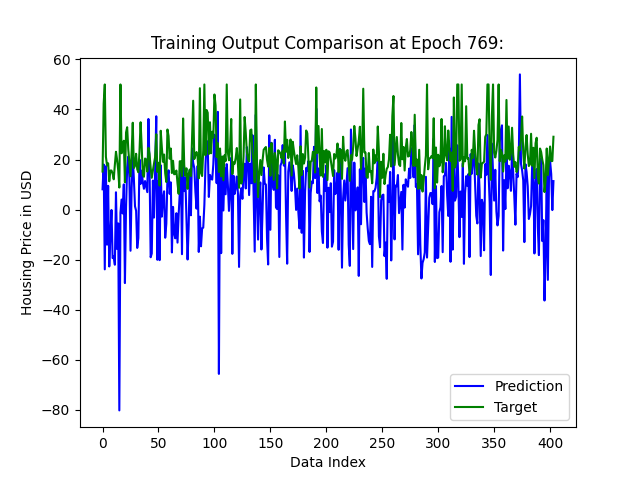 Training Output Comparison at Epoch 769:
60
40
20
0
−20
−40
−60
−80
Housing Price in USD
Prediction
Target
0 50 100 150 200 250 300 350 400
Data Index